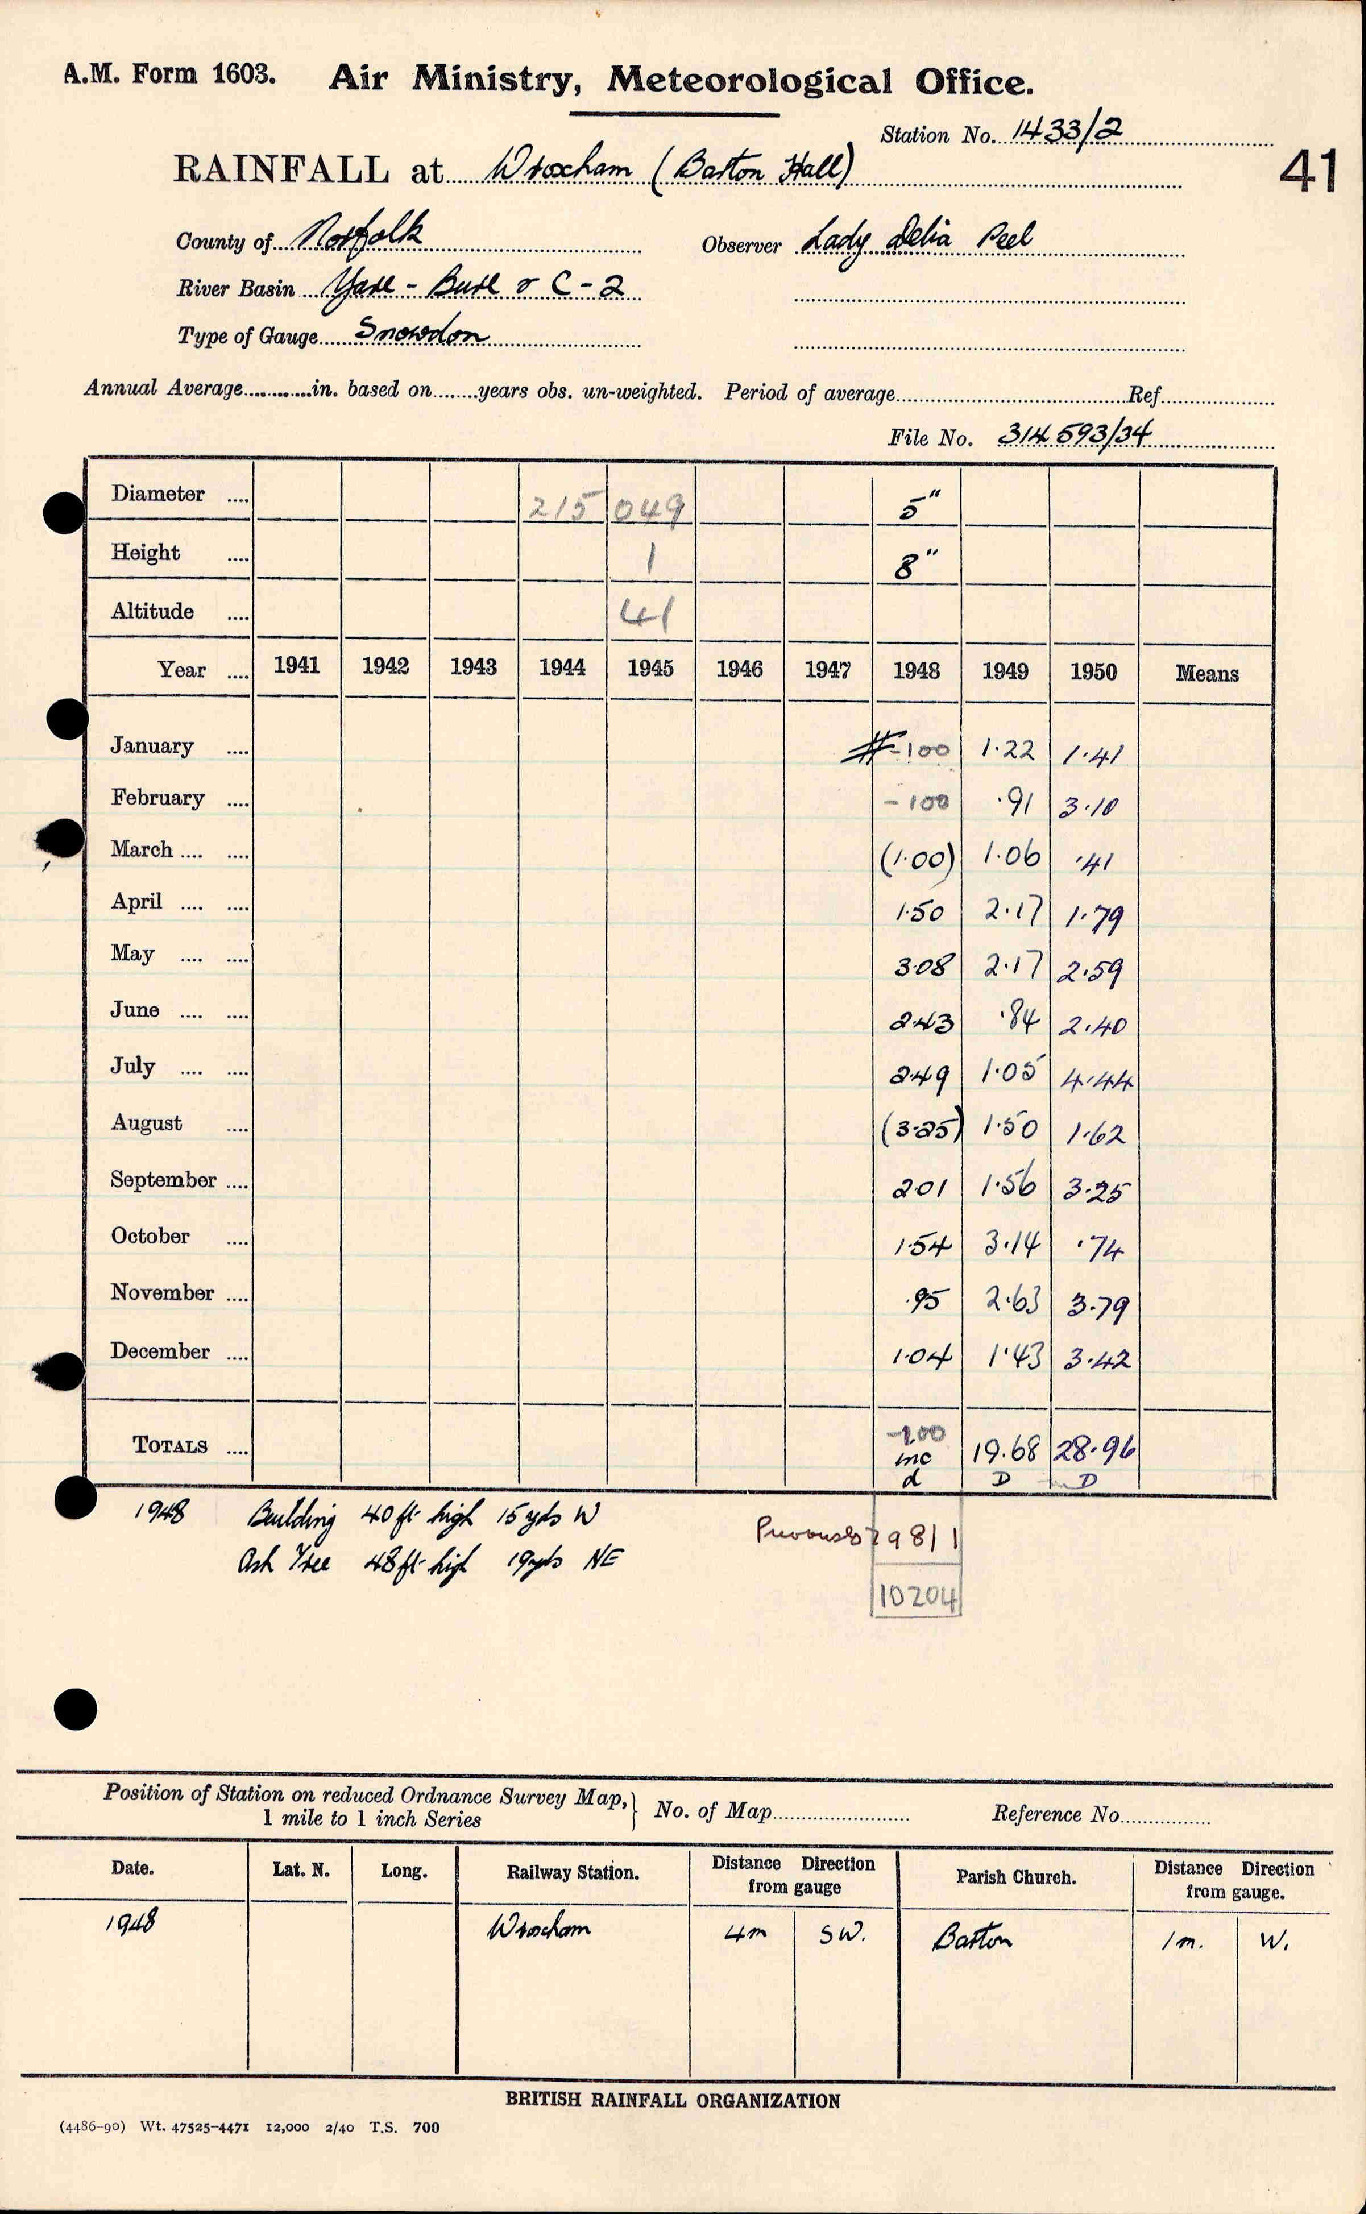 A.M. Form 1603. Air Ministry, Meteorological Office.
Station No. 1433/2
41
RAINFALL at Wroxham (Barton Hall)
County of Norfolk Observer Lady Delia Peel
River Basin Yare - Bure & C-2
Type of Gauge Snowdon
Annual Average in. based on years obs. un-weighted. Period of average Ref
File No. 314593/34
Diameter .... 215 049 5"
Height .... 1 8"
Altitude .... 41
Year .... 1941 1942 1943 1944 1945 1946 1947 1948 1949 1950 Means
January .... -100 1.22 1.41
February .... -100 .91 3.10
March .... .... (1.00) 1.06 .41
April .... .... 1.50 2.17 1.79
May .... .... 3.08 2.17 2.59
June .... .... 2.43 .84 2.40
July .... .... 2.49 1.05 4.44
August .... (3.25) 1.50 1.62
September .... 2.01 1.56 3.25
October .... 1.54 3.14 .74
November .... .95 2.63 3.79
December .... 1.04 1.43 3.42
-100
TOTALS .... inc 19.68 28.96
d D D
1948 Building 40 ft high 15 yds W
Ash Tree 48 ft high 19 yds NE
9811
10204
Position of Station on reduced Ordnance Survey Map,
1 mile to 1 inch Series
No. of Map Reference No.
Date. Lat. N. Long. Railway Station. Distance Direction from gauge Parish Church. Distance Direction from gauge.
1948 Wroxham 4m SW. Barton 1m. W.
BRITISH RAINFALL ORGANIZATION
(4486-90) Wt. 47525-4471 12,000 2/40 T.S. 700